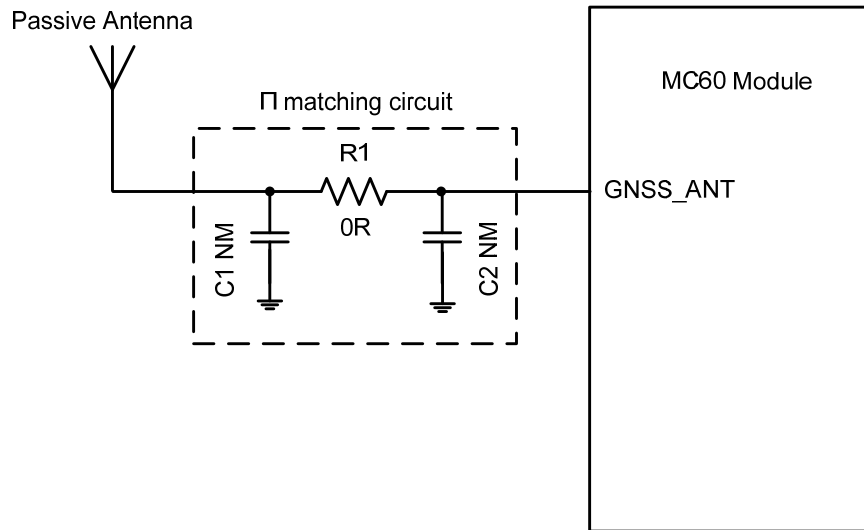 Passive Antenna
Π matching circuit
MC60 Module
R1
0R
GNSS_ANT
C1 NM
C2 NM